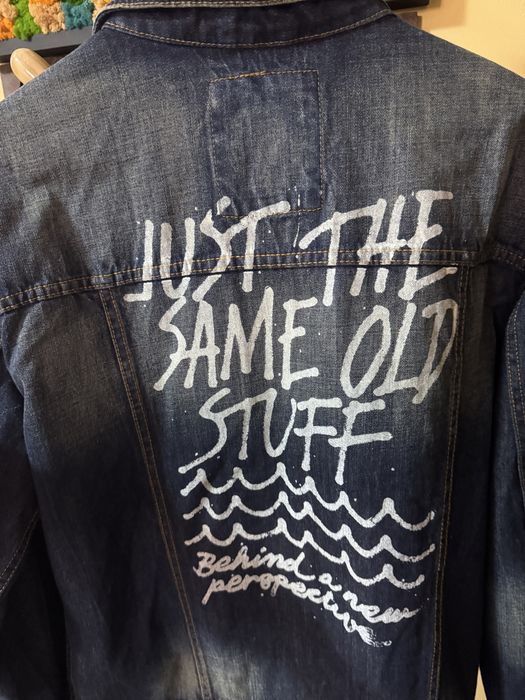 JUST THE
SAME OLD
STUFF
Behind a new
perspective